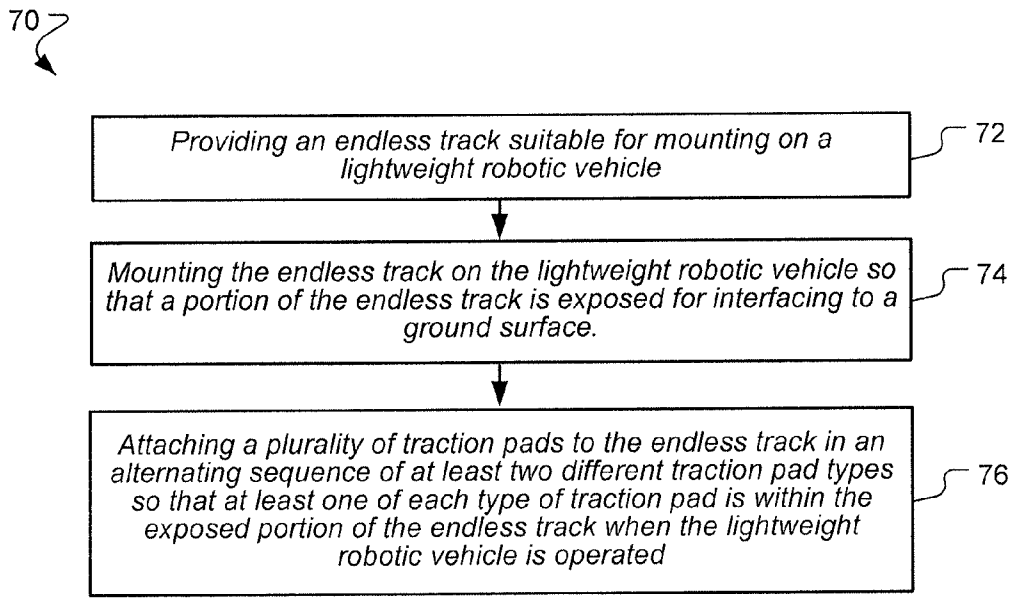 70
Providing an endless track suitable for mounting on a
lightweight robotic vehicle
72
Mounting the endless track on the lightweight robotic vehicle so
that a portion of the endless track is exposed for interfacing to a
ground surface.
74
Attaching a plurality of traction pads to the endless track in an
alternating sequence of at least two different traction pad types
so that at least one of each type of traction pad is within the
exposed portion of the endless track when the lightweight
robotic vehicle is operated
76